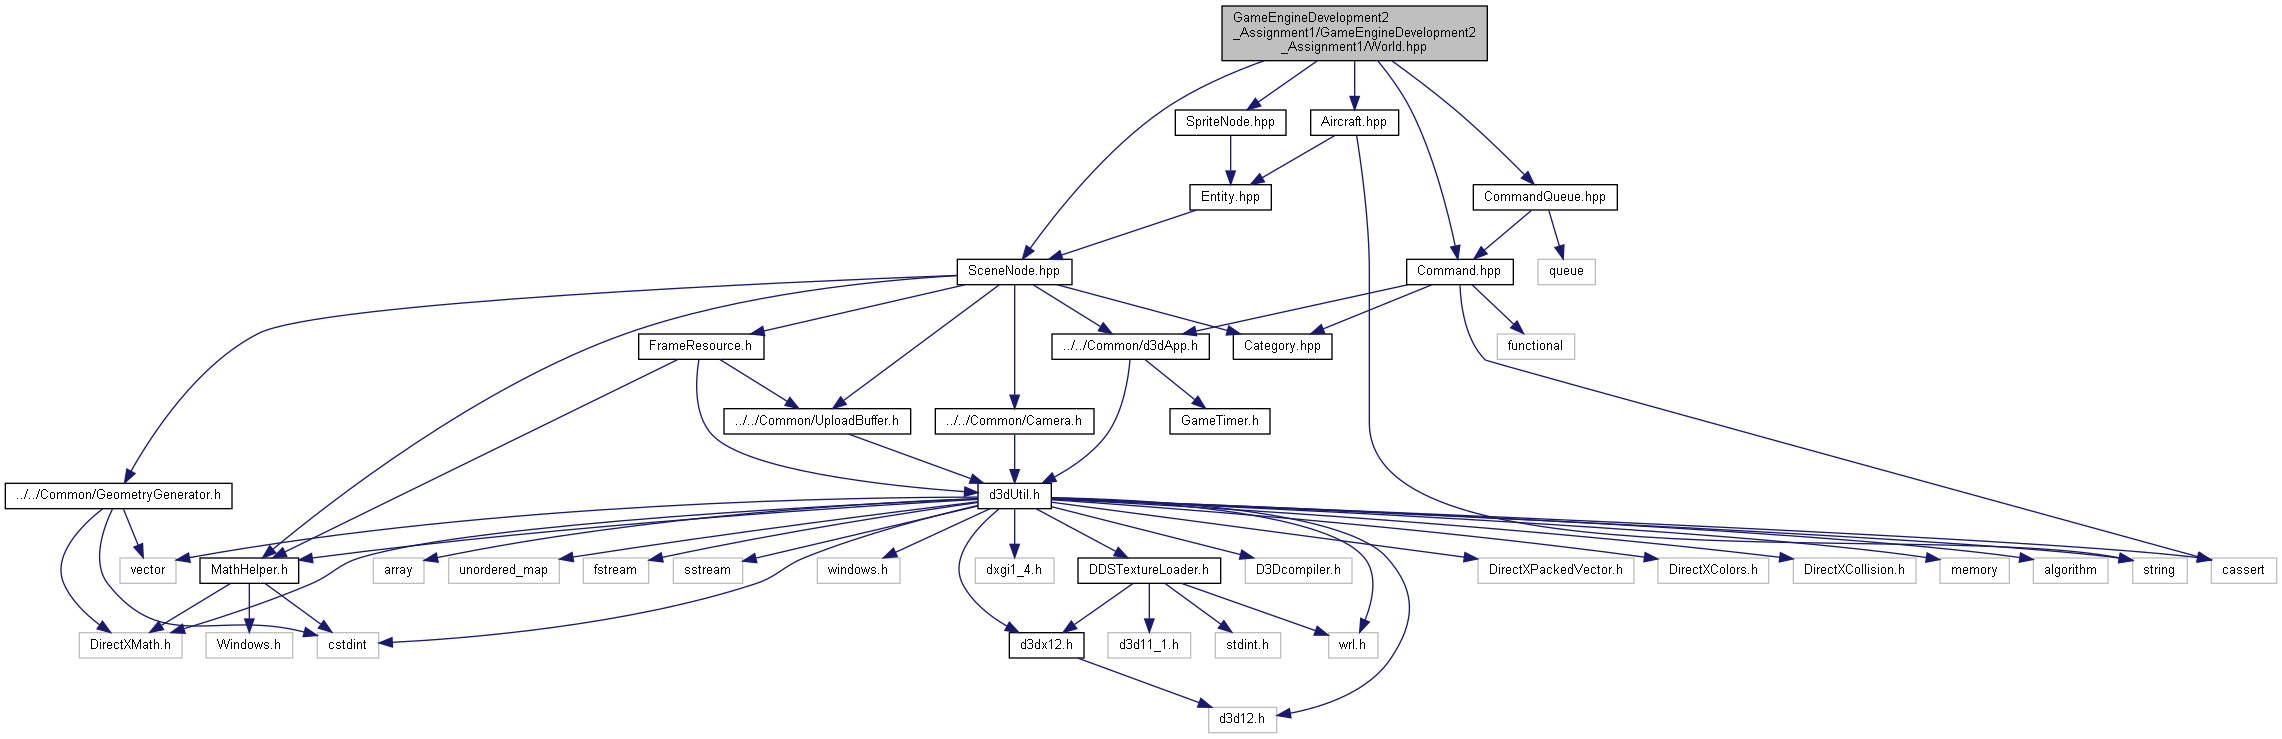 GameEngineDevelopment2
_Assignment1/GameEngineDevelopment2
_Assignment1/World.hpp
SpriteNode.hpp
Aircraft.hpp
Entity.hpp
CommandQueue.hpp
SceneNode.hpp
Command.hpp
queue
FrameResource.h
../../Common/d3dApp.h
Category.hpp
functional
../../Common/UploadBuffer.h
../../Common/Camera.h
GameTimer.h
../../Common/GeometryGenerator.h
d3dUtil.h
vector
MathHelper.h
array
unordered_map
fstream
sstream
windows.h
dxgi1_4.h
DDSTextureLoader.h
D3Dcompiler.h
DirectXPackedVector.h
DirectXColors.h
DirectXCollision.h
memory
algorithm
string
cassert
DirectXMath.h
Windows.h
cstdint
d3dx12.h
d3d11_1.h
stdint.h
wrl.h
d3d12.h